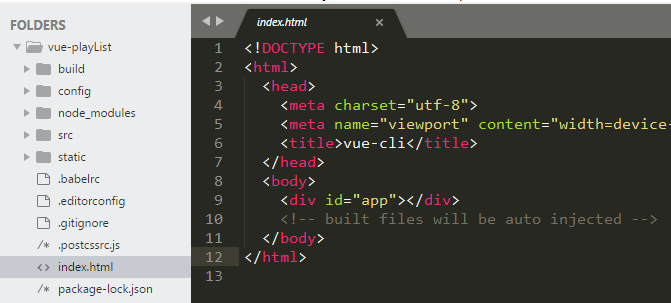 FOLDERS
vue-playList
build
config
node_modules
src
static
.babelrc
.editorconfig
.gitignore
/* .postcssrc.js
<> index.html
/* package-lock.json
index.html ×
1 <!DOCTYPE html>
2 <html>
3 <head>
4 <meta charset="utf-8">
5 <meta name="viewport" content="width=device-
6 <title>vue-cli</title>
7 </head>
8 <body>
9 <div id="app"></div>
10 <!-- built files will be auto injected -->
11 </body>
12 </html>
13